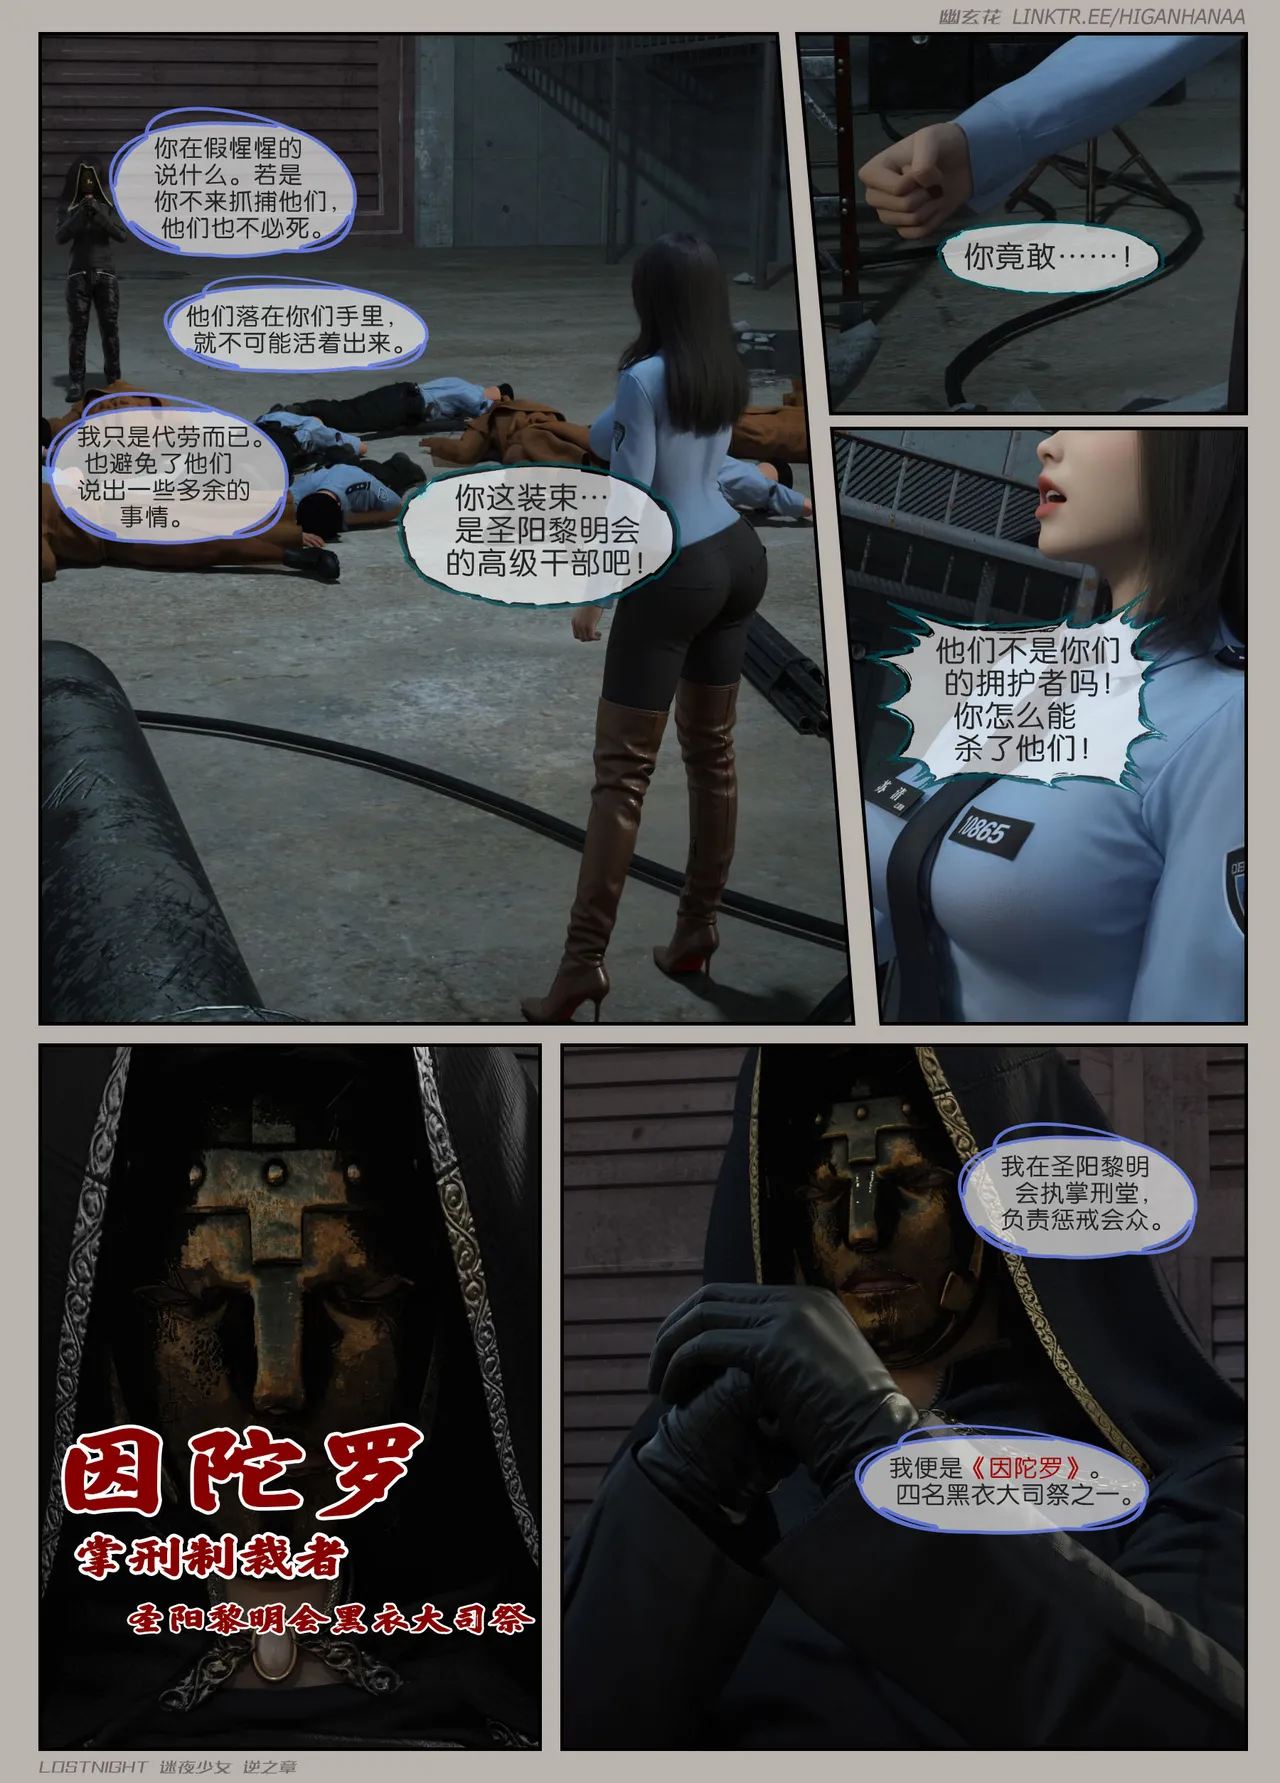 幽玄花 LINKTR.EE/HIGANHANAA
你在假惺惺的
说什么。若是
你不来抓捕他们，
他们也不必死。
他们落在你们手里，
就不可能活着出来。
我只是代劳而已。
也避免了他们
说出一些多余的
事情。
你这装束…
是圣阳黎明会
的高级干部吧！
你竟敢……！
他们不是你们
的拥护者吗！
你怎么能
杀了他们！
10865
因陀罗
掌刑制裁者
圣阳黎明会黑衣大司祭
我在圣阳黎明
会执掌刑堂，
负责惩戒会众。
我便是《因陀罗》。
四名黑衣大司祭之一。
LOSTNIGHT 迷夜少女 逆之章